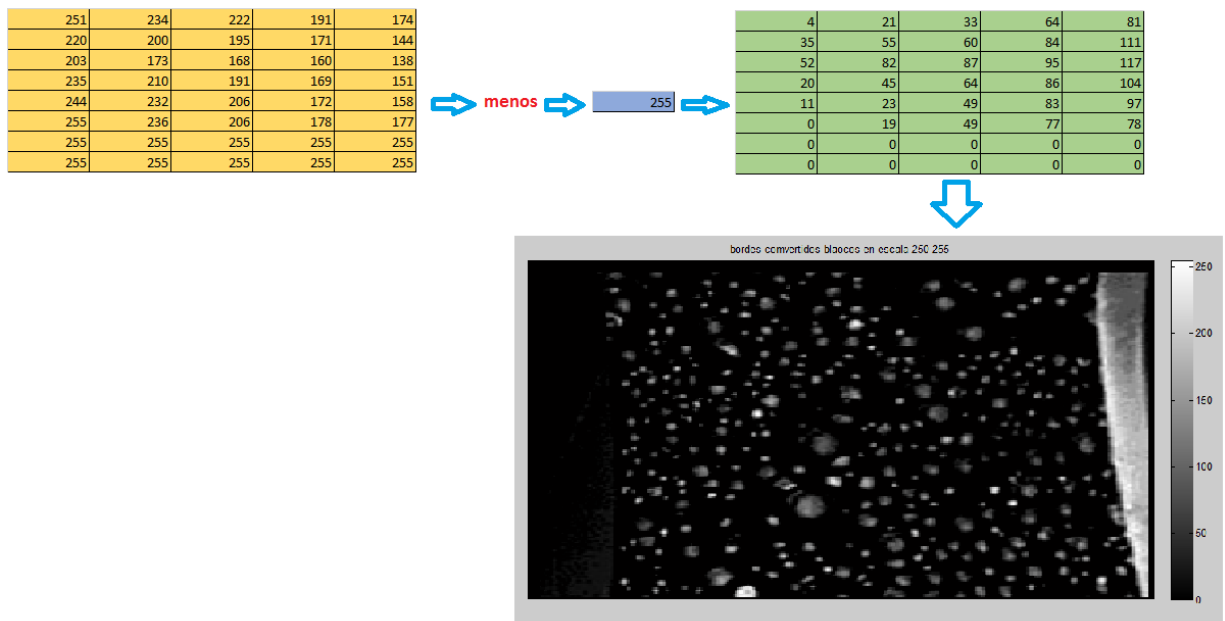 251 234 222 191 174
220 200 195 171 144
203 173 168 160 138
235 210 191 169 151
244 232 206 172 158
255 236 206 178 177
255 255 255 255 255
255 255 255 255 255
menos
255
4 21 33 64 81
35 55 60 84 111
52 82 87 95 117
20 45 64 86 104
11 23 49 83 97
0 19 49 77 78
0 0 0 0 0
0 0 0 0 0
bordes comvertidos blaocos en escala 260 255
250
200
150
100
50
0